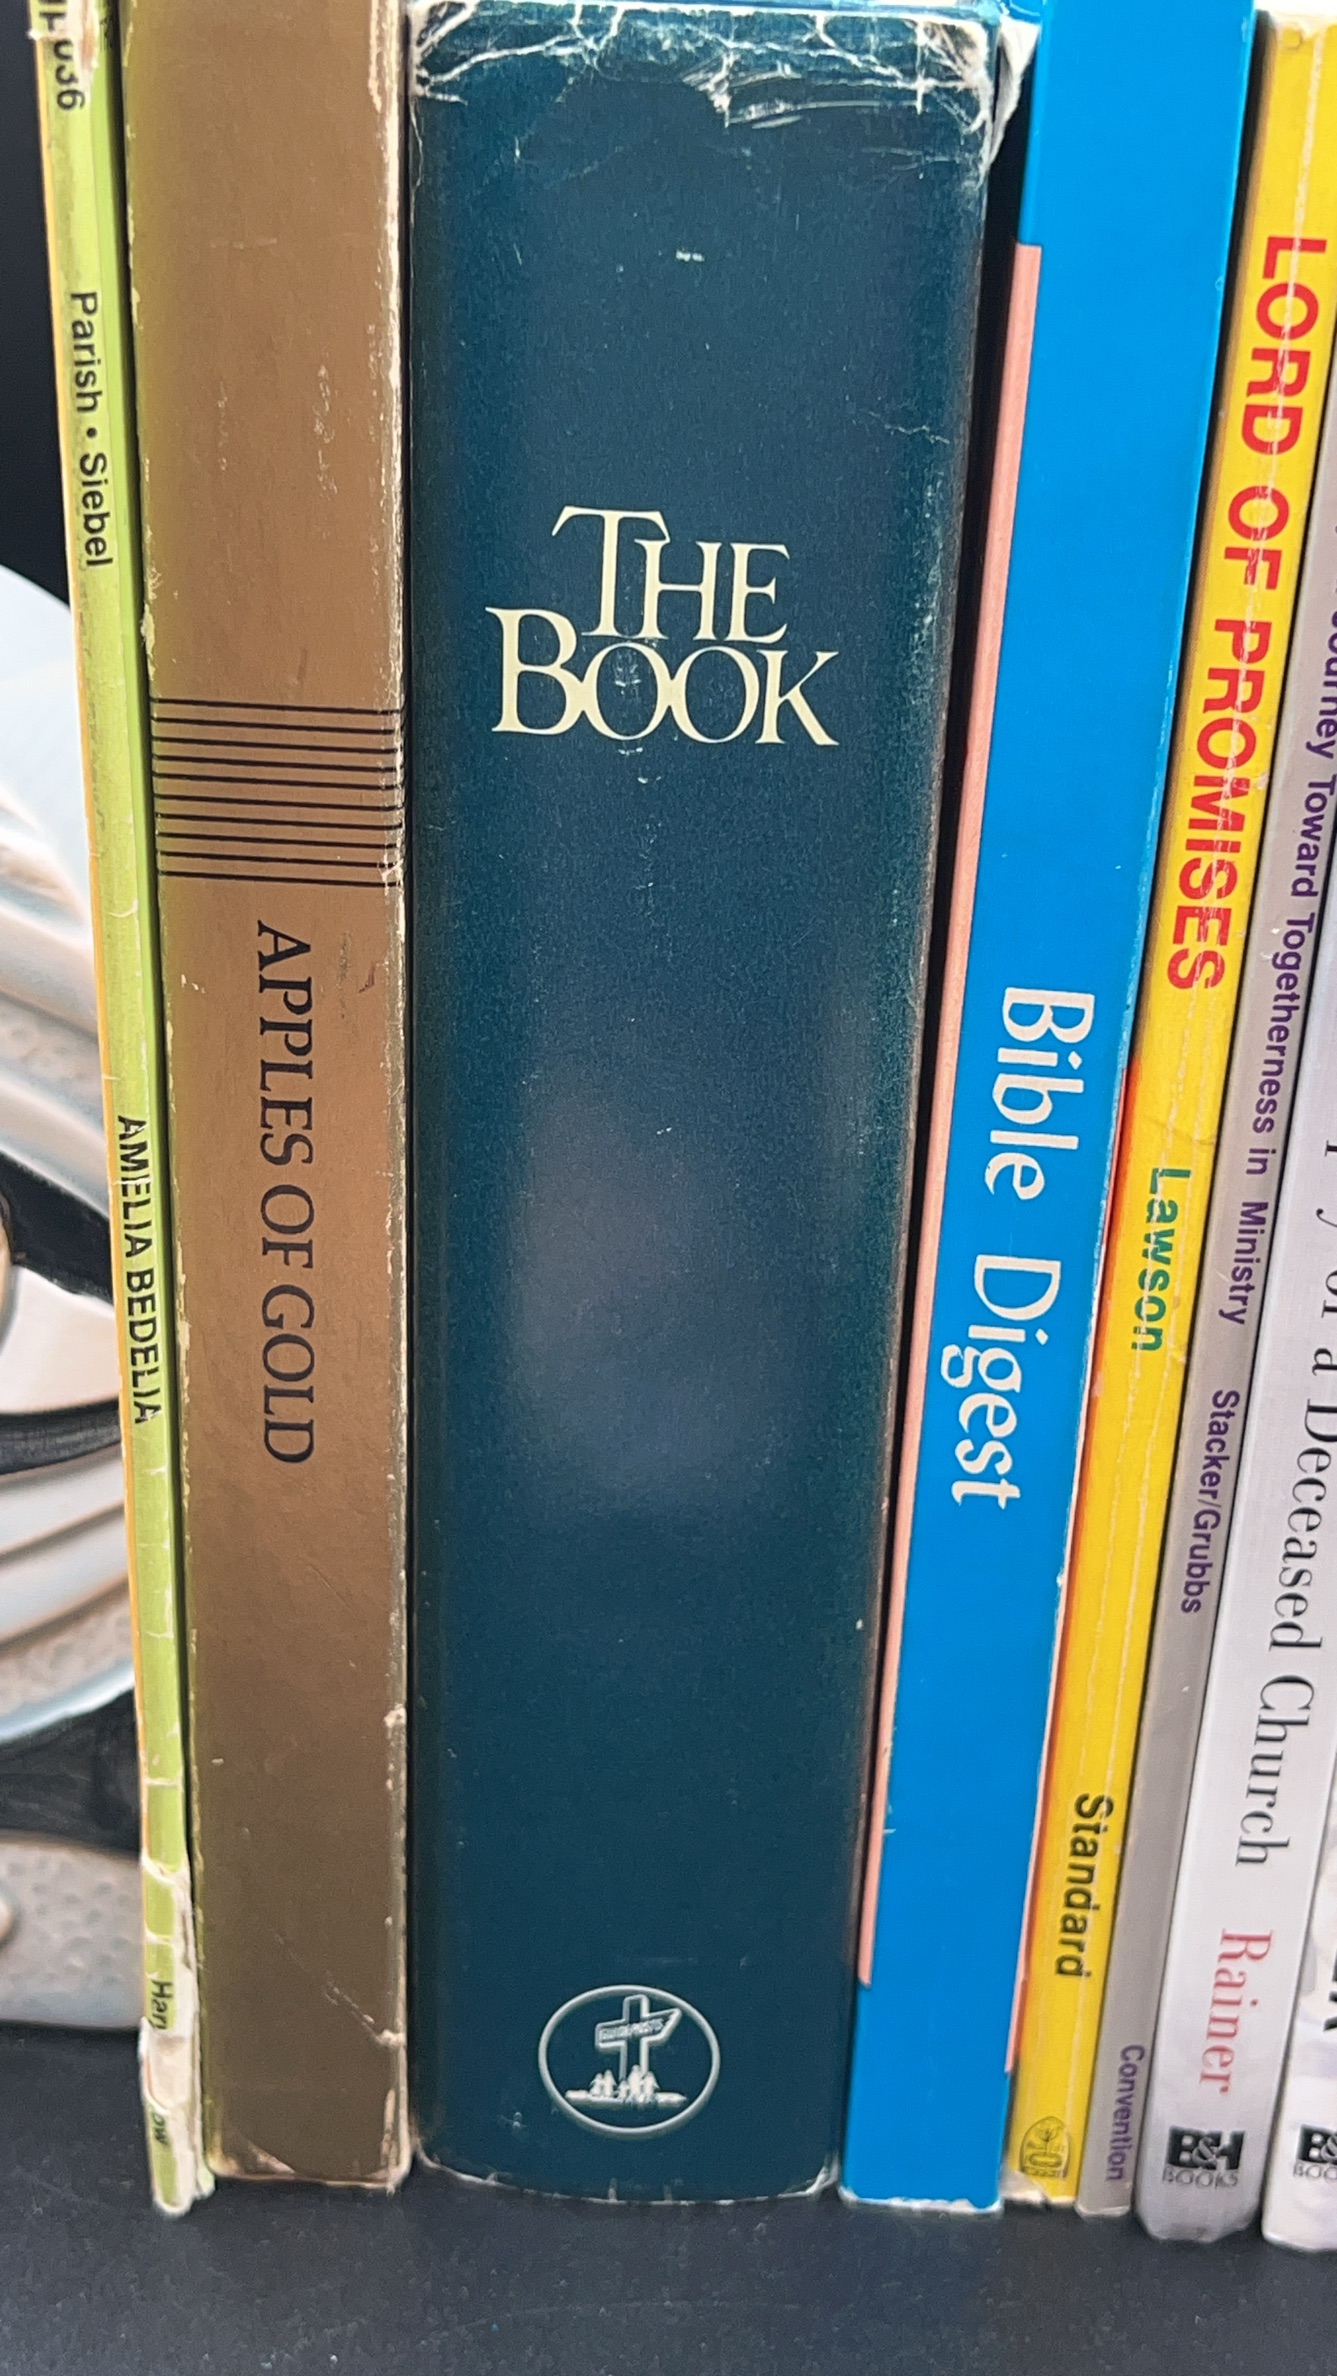 Parish • Siebel
AMELIA BEDELIA
APPLES OF GOLD
THE
BOOK
Bible Digest
LORD OF PROMISES
Lawson
Standard
Journey Toward Togetherness in Ministry
Stacker/Grubbs
Convention
of a Deceased Church
Rainer
B&H
BOOKS